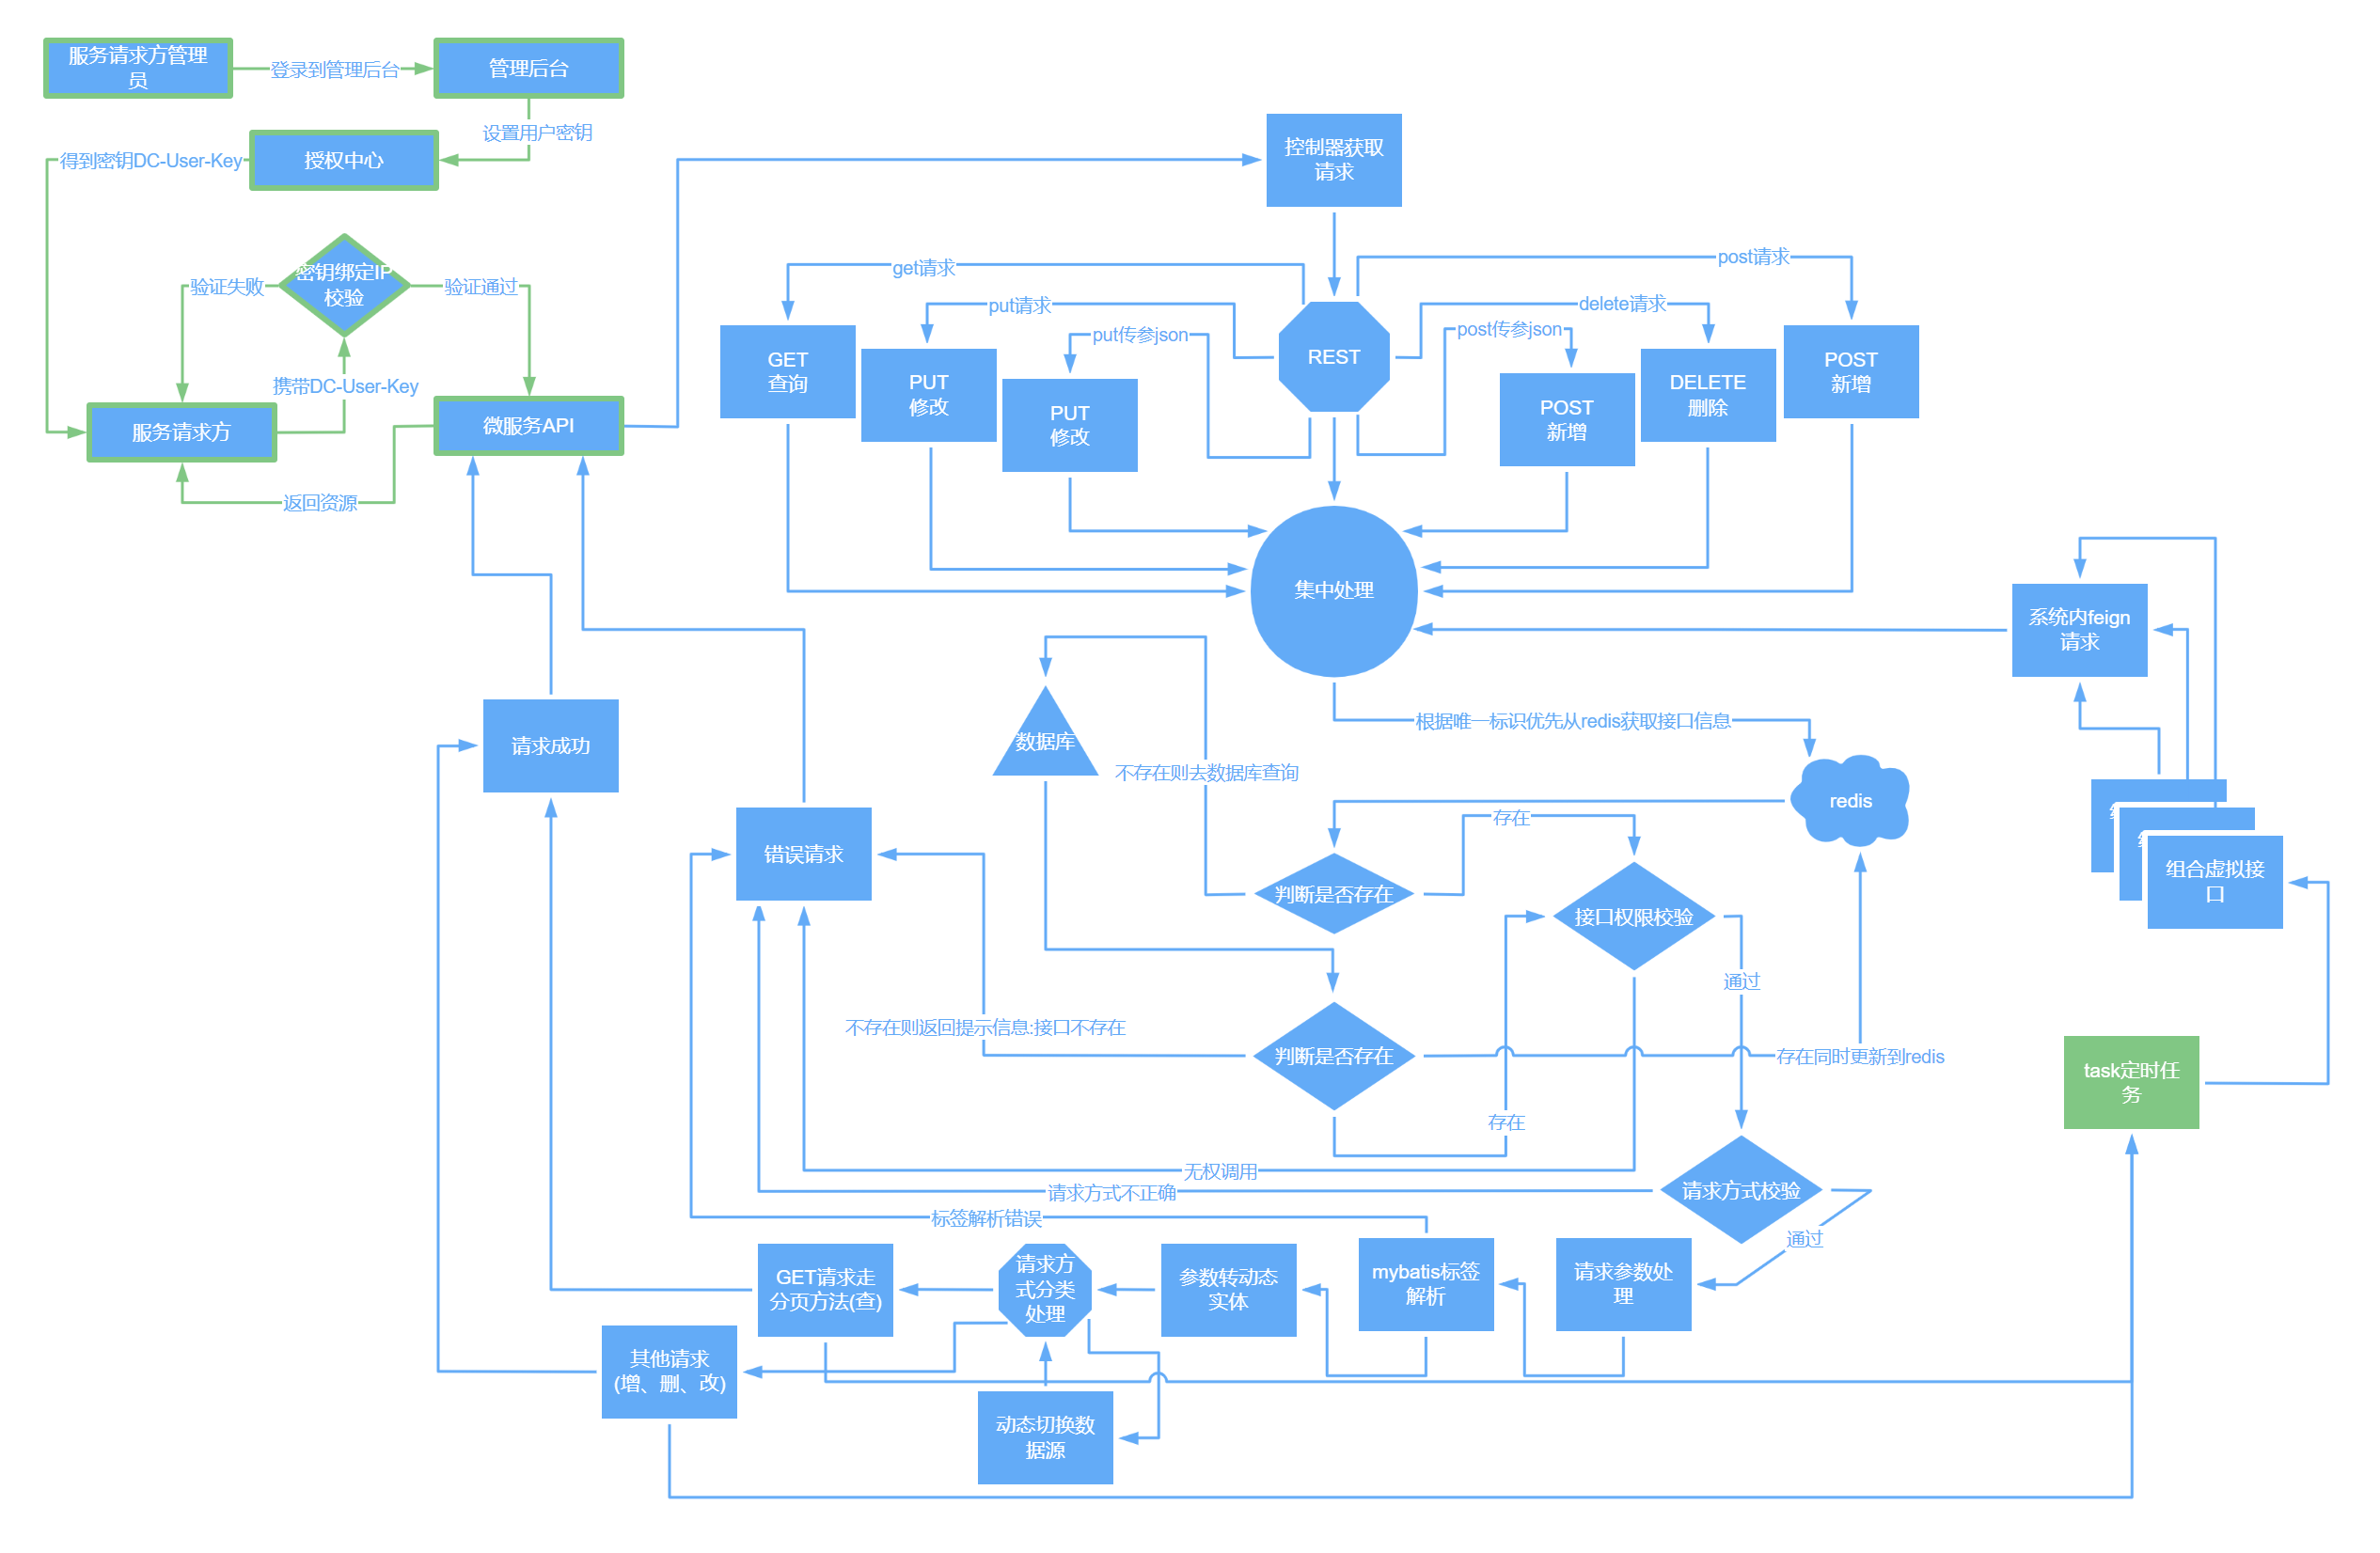 服务请求方管理
员
登录到管理后台
管理后台
设置用户密钥
授权中心
得到密钥DC-User-Key
密钥绑定IP
校验
验证失败
验证通过
携带DC-User-Key
服务请求方
微服务API
返回资源
控制器获取
请求
get请求
post请求
put请求
delete请求
put传参json
post传参json
REST
GET
查询
PUT
修改
PUT
修改
POST
新增
DELETE
删除
POST
新增
集中处理
系统内feign
请求
根据唯一标识优先从redis获取接口信息
数据库
不存在则去数据库查询
请求成功
redis
存在
错误请求
判断是否存在
接口权限校验
组合虚拟接
口
通过
不存在则返回提示信息:接口不存在
判断是否存在
存在同时更新到redis
task定时任
务
存在
无权调用
请求方式不正确
请求方式校验
标签解析错误
通过
GET请求走
分页方法(查)
请求方
式分类
处理
参数转动态
实体
mybatis标签
解析
请求参数处
理
其他请求
(增、删、改)
动态切换数
据源